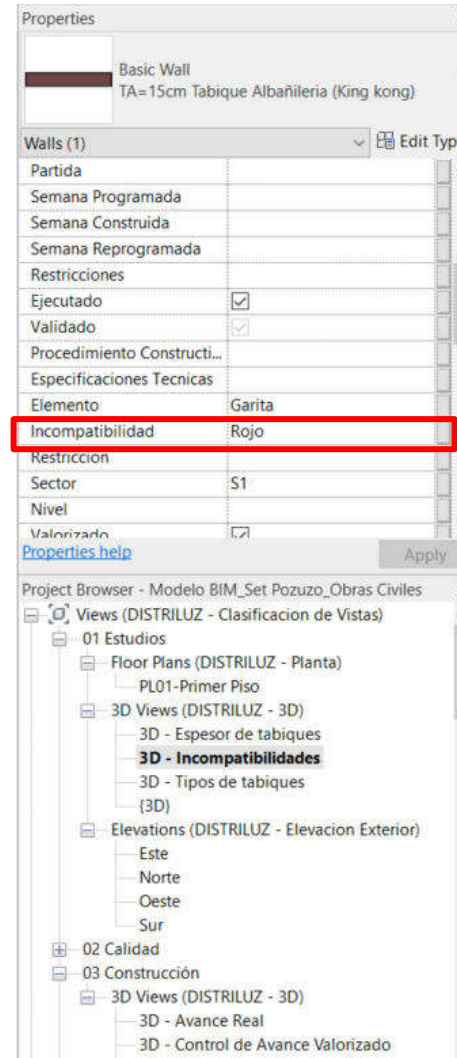 Properties
Basic Wall
TA=15cm Tabique Albañileria (King kong)
Walls (1) Edit Typ
Partida
Semana Programada
Semana Construida
Semana Reprogramada
Restricciones
Ejecutado
Validado
Procedimiento Constructi...
Especificaciones Tecnicas
Elemento Garita
Incompatibilidad Rojo
Restriccion
Sector S1
Nivel
Valorizado
Properties help Apply
Project Browser - Modelo BIM_Set Pozuzo_Obras Civiles
Views (DISTRILUZ - Clasificacion de Vistas)
01 Estudios
Floor Plans (DISTRILUZ - Planta)
PL01-Primer Piso
3D Views (DISTRILUZ - 3D)
3D - Espesor de tabiques
3D - Incompatibilidades
3D - Tipos de tabiques
{3D}
Elevations (DISTRILUZ - Elevacion Exterior)
Este
Norte
Oeste
Sur
02 Calidad
03 Construcción
3D Views (DISTRILUZ - 3D)
3D - Avance Real
3D - Control de Avance Valorizado